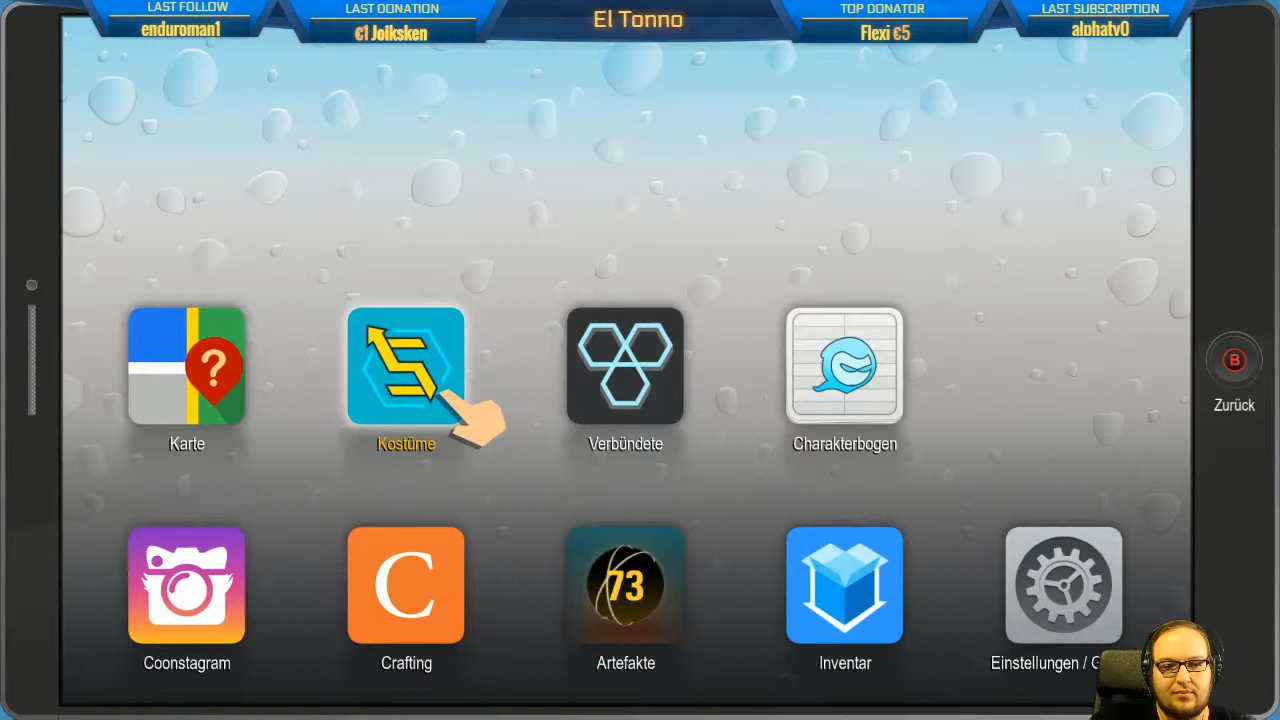 LAST FOLLOW
enduroman1
LAST DONATION
€1 Joiksken
El Tonno
TOP DONATOR
Flexi €5
LAST SUBSCRIPTION
alphatv0
?
Karte
Kostüme
Verbündete
Charakterbogen
B
Zurück
Coonstagram
C
Crafting
73
Artefakte
Inventar
Einstellungen /